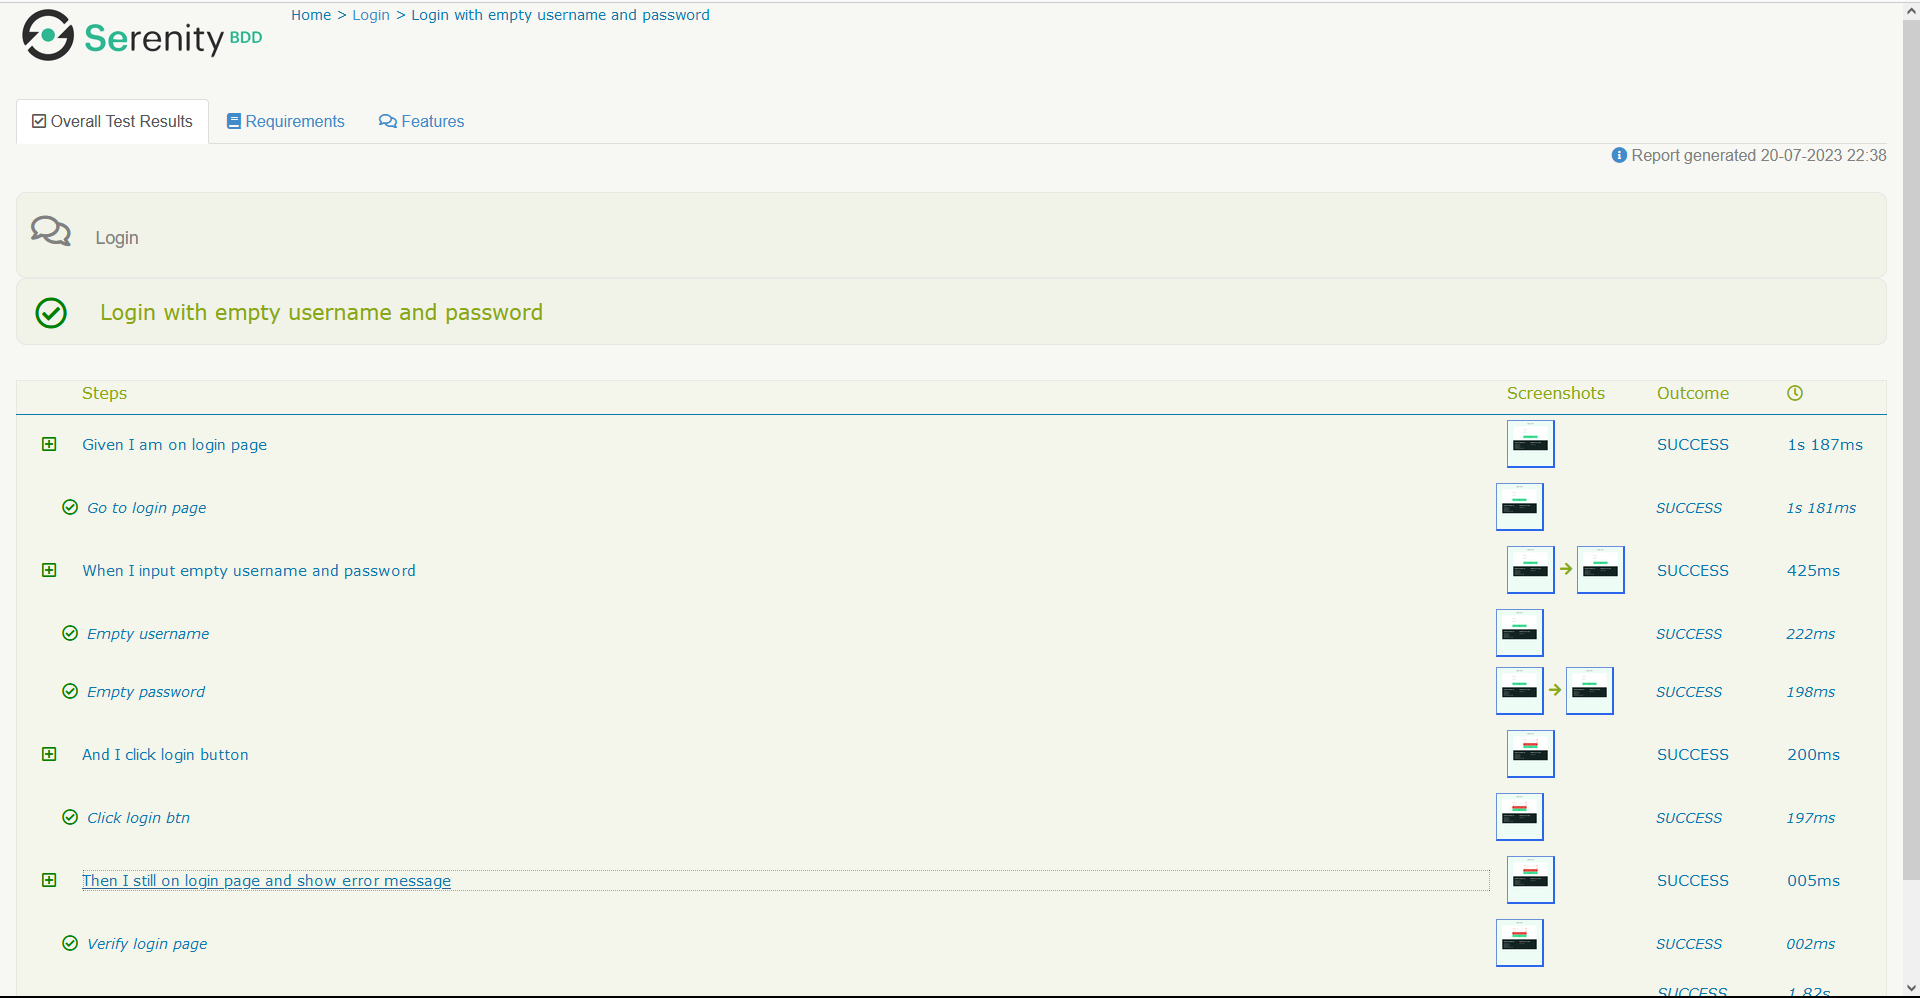 Serenity BDD
Home > Login > Login with empty username and password
Overall Test Results Requirements Features
Report generated 20-07-2023 22:38
Login
Login with empty username and password
Steps Screenshots Outcome
Given I am on login page SUCCESS 1s 187ms
Go to login page SUCCESS 1s 181ms
When I input empty username and password SUCCESS 425ms
Empty username SUCCESS 222ms
Empty password SUCCESS 198ms
And I click login button SUCCESS 200ms
Click login btn SUCCESS 197ms
Then I still on login page and show error message SUCCESS 005ms
Verify login page SUCCESS 002ms
SUCCESS 1.82s